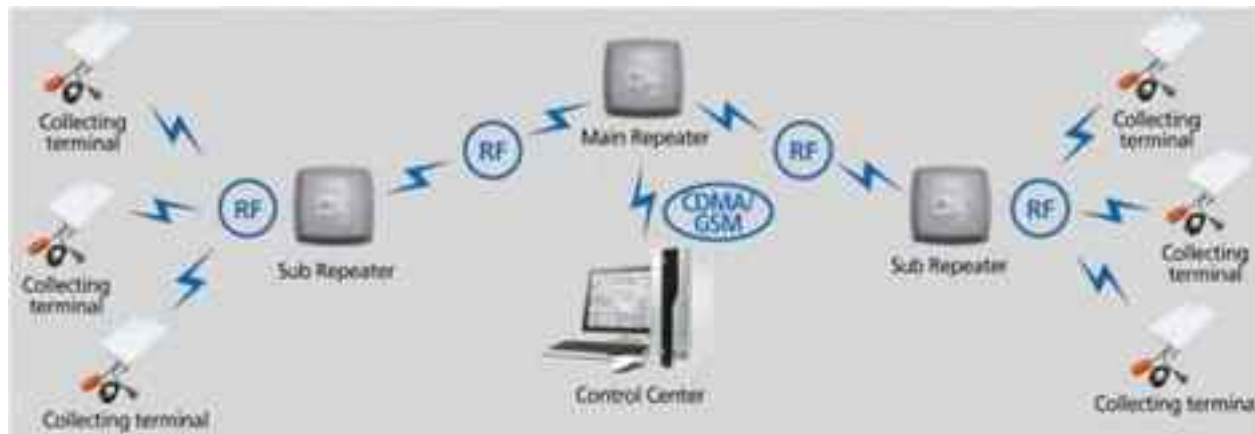 Collecting
terminal
RF
Main Repeater
RF
Collecting
terminal
Collecting
terminal
RF
Sub Repeater
CDMA/
GSM
Sub Repeater
RF
Collecting
terminal
Collecting terminal
Control Center
Collecting terminal